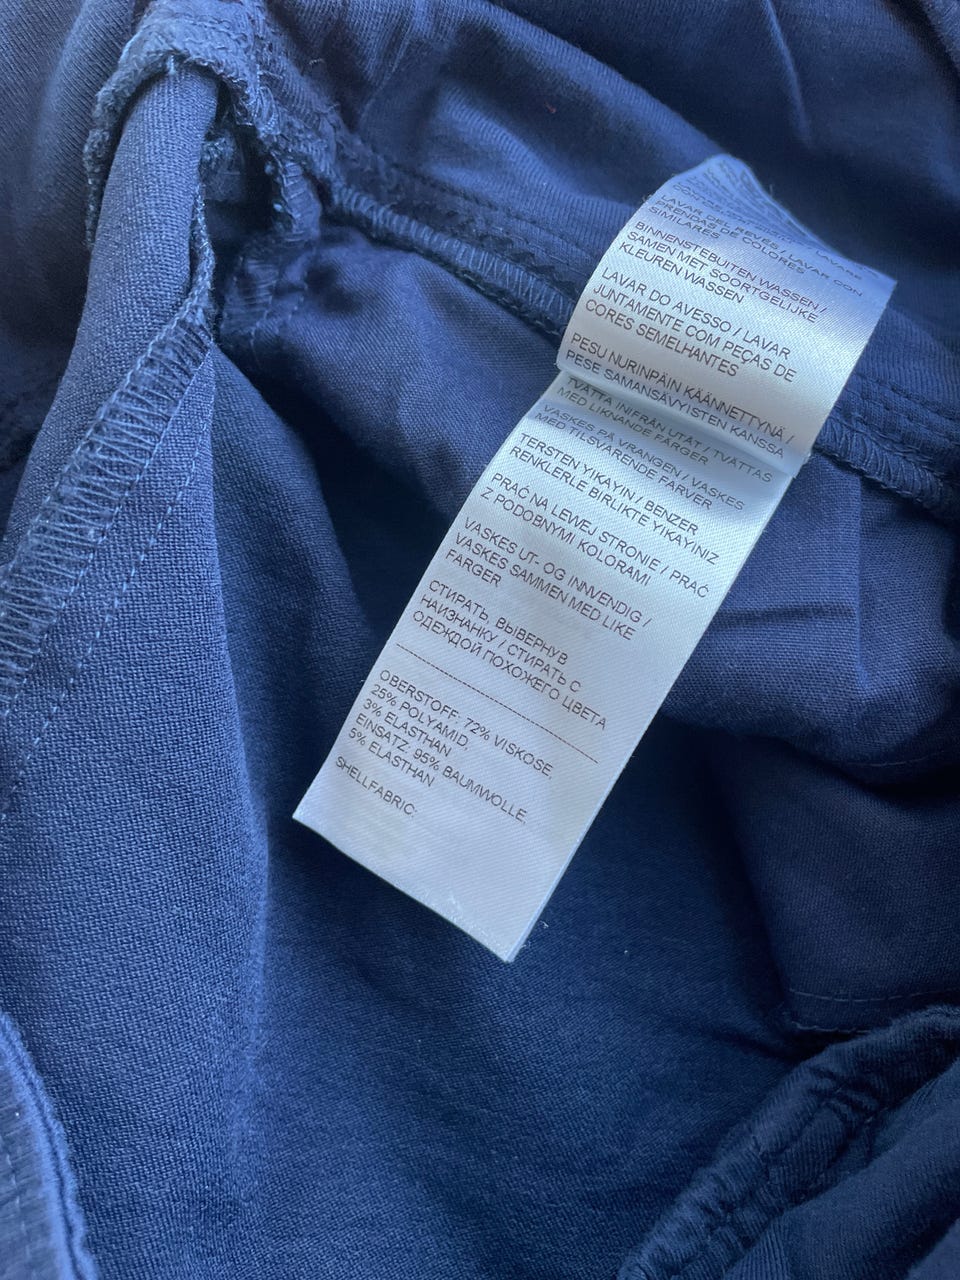 LAVAR DEL REVÉS, LAVAR CON
PRENDAS DE COLORES
SIMILARES
BINNENSTEBUITEN WASSEN /
SAMEN MET SOORTGELIJKE
KLEUREN WASSEN
LAVAR DO AVESSO / LAVAR
JUNTAMENTE COM PEÇAS DE
CORES SEMELHANTES
PESU NURINPÄIN KÄÄNNETTYNÄ /
PESE SAMANSÄVYISTEN KANSSA
TVÄTTA INIFRÅN UTÅT / TVÄTTAS
MED LIKNANDE FÄRGER
VASKES PÅ VRANGEN / VASKES
MED TILSVARENDE FARVER
TERSTEN YIKAYIN / BENZER
RENKLERLE BIRLIKTE YIKAYINIZ
PRAĆ NA LEWEJ STRONIE / PRAĆ
Z PODOBNYMI KOLORAMI
VASKES UT- OG INNVENDIG /
VASKES SAMMEN MED LIKE
FARGER
СТИРАТЬ, ВЫВЕРНУВ
НАИЗНАНКУ / СТИРАТЬ С
ОДЕЖДОЙ ПОХОЖЕГО ЦВЕТА
OBERSTOFF: 72% VISKOSE,
25% POLYAMID,
3% ELASTHAN
EINSATZ: 95% BAUMWOLLE,
5% ELASTHAN
SHELLFABRIC: